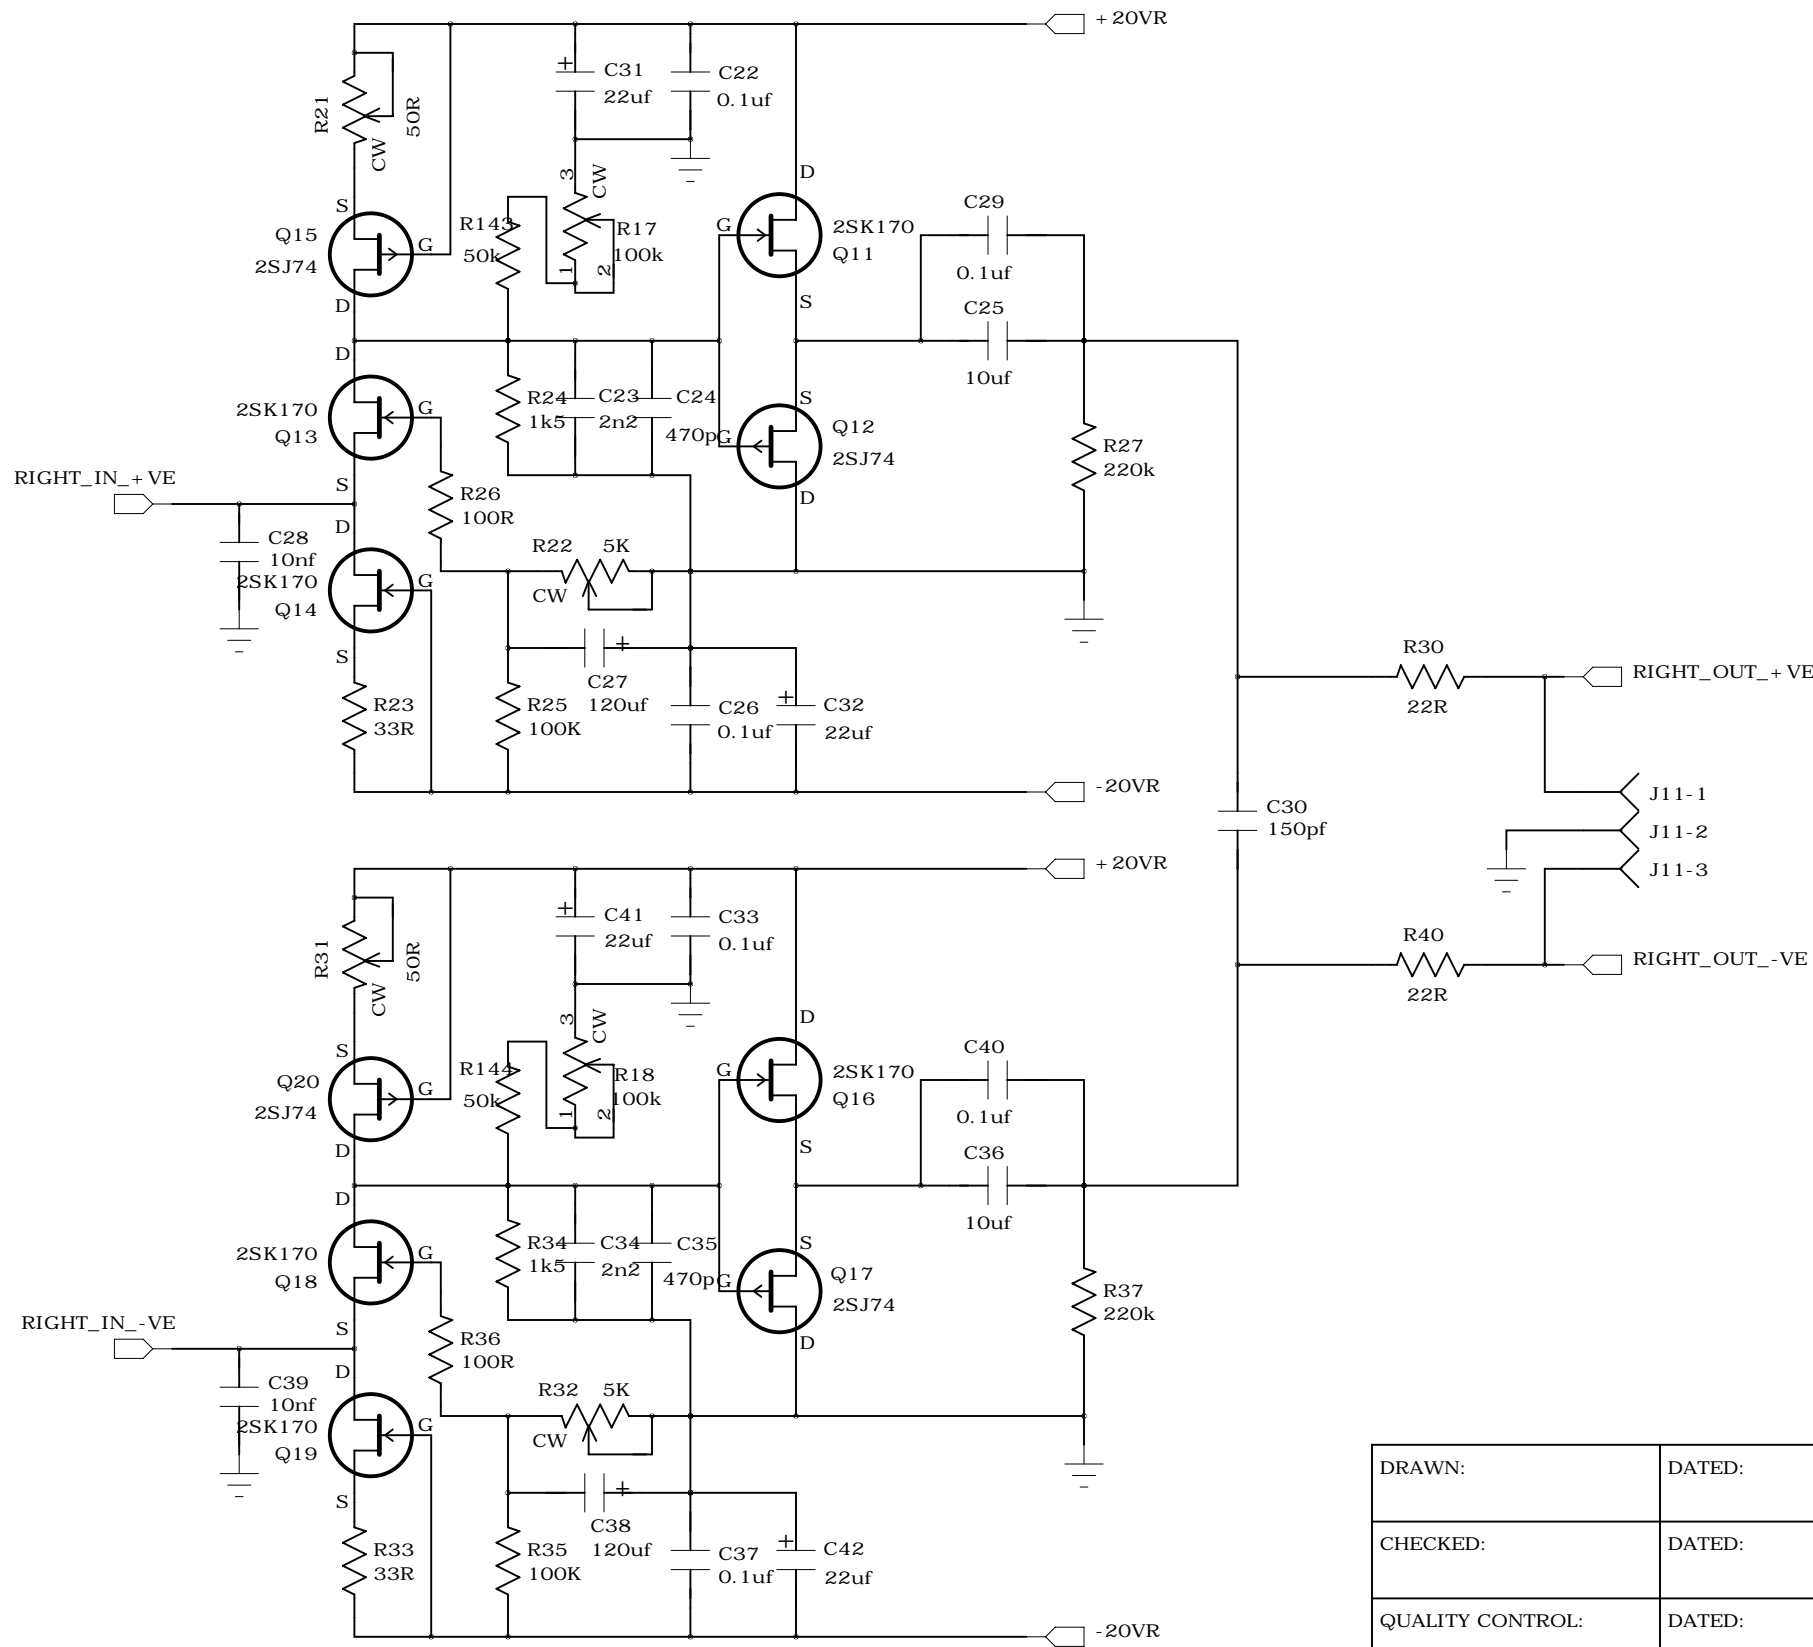 +20VR
R21
50R
CW
C31
22uf
C22
0.1uf
3
CW
D
S
Q15
2SJ74
G
D
R143
50k
R17
100k
1
2
G
2SK170
Q11
S
C29
0.1uf
C25
10uf
D
2SK170
Q13
G
S
R24
1k5
C23
2n2
C24
470p
G
S
Q12
2SJ74
D
R27
220k
RIGHT_IN_+VE
R26
100R
C28
10nf
D
2SK170
Q14
G
S
R22
5K
CW
C27
120uf
R23
33R
R25
100K
C26
0.1uf
C32
22uf
-20VR
R30
22R
RIGHT_OUT_+VE
C30
150pf
J11-1
J11-2
J11-3
R40
22R
RIGHT_OUT_-VE
+20VR
R31
50R
CW
C41
22uf
C33
0.1uf
3
CW
D
S
Q20
2SJ74
G
D
R144
50k
R18
100k
1
2
G
2SK170
Q16
S
C40
0.1uf
C36
10uf
D
2SK170
Q18
G
S
R34
1k5
C34
2n2
C35
470p
G
S
Q17
2SJ74
D
R37
220k
RIGHT_IN_-VE
R36
100R
C39
10nf
D
2SK170
Q19
G
S
R32
5K
CW
C38
120uf
R33
33R
R35
100K
C37
0.1uf
C42
22uf
-20VR
DRAWN:
DATED:
CHECKED:
DATED:
QUALITY CONTROL:
DATED: